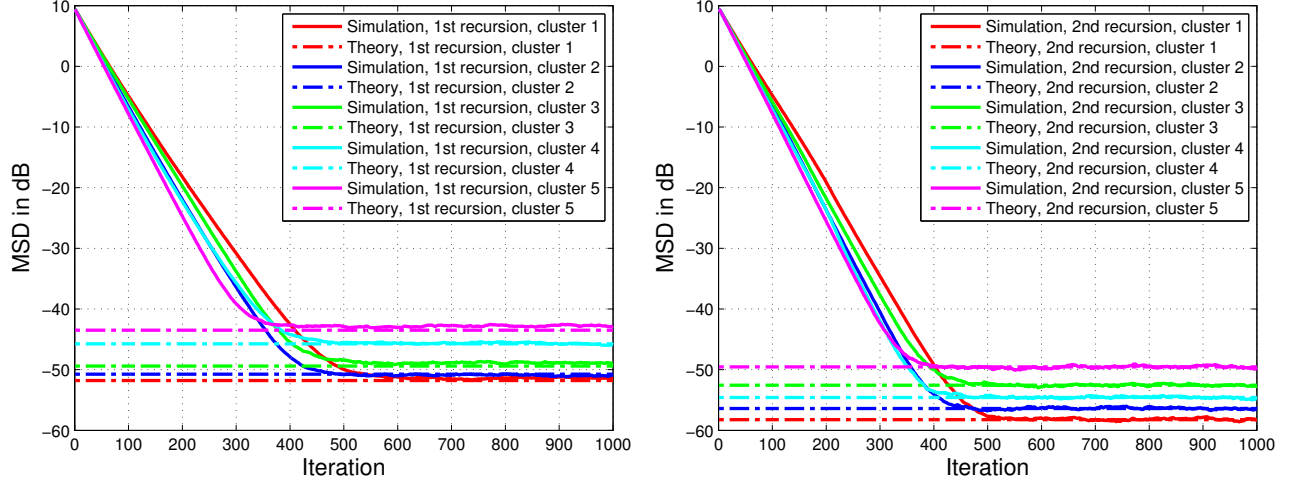 10
0
−10
−20
−30
−40
−50
−60
MSD in dB
0 100 200 300 400 500 600 700 800 900 1000
Iteration
Simulation, 1st recursion, cluster 1
Theory, 1st recursion, cluster 1
Simulation, 1st recursion, cluster 2
Theory, 1st recursion, cluster 2
Simulation, 1st recursion, cluster 3
Theory, 1st recursion, cluster 3
Simulation, 1st recursion, cluster 4
Theory, 1st recursion, cluster 4
Simulation, 1st recursion, cluster 5
Theory, 1st recursion, cluster 5
10
0
−10
−20
−30
−40
−50
−60
MSD in dB
0 100 200 300 400 500 600 700 800 900 1000
Iteration
Simulation, 2nd recursion, cluster 1
Theory, 2nd recursion, cluster 1
Simulation, 2nd recursion, cluster 2
Theory, 2nd recursion, cluster 2
Simulation, 2nd recursion, cluster 3
Theory, 2nd recursion, cluster 3
Simulation, 2nd recursion, cluster 4
Theory, 2nd recursion, cluster 4
Simulation, 2nd recursion, cluster 5
Theory, 2nd recursion, cluster 5